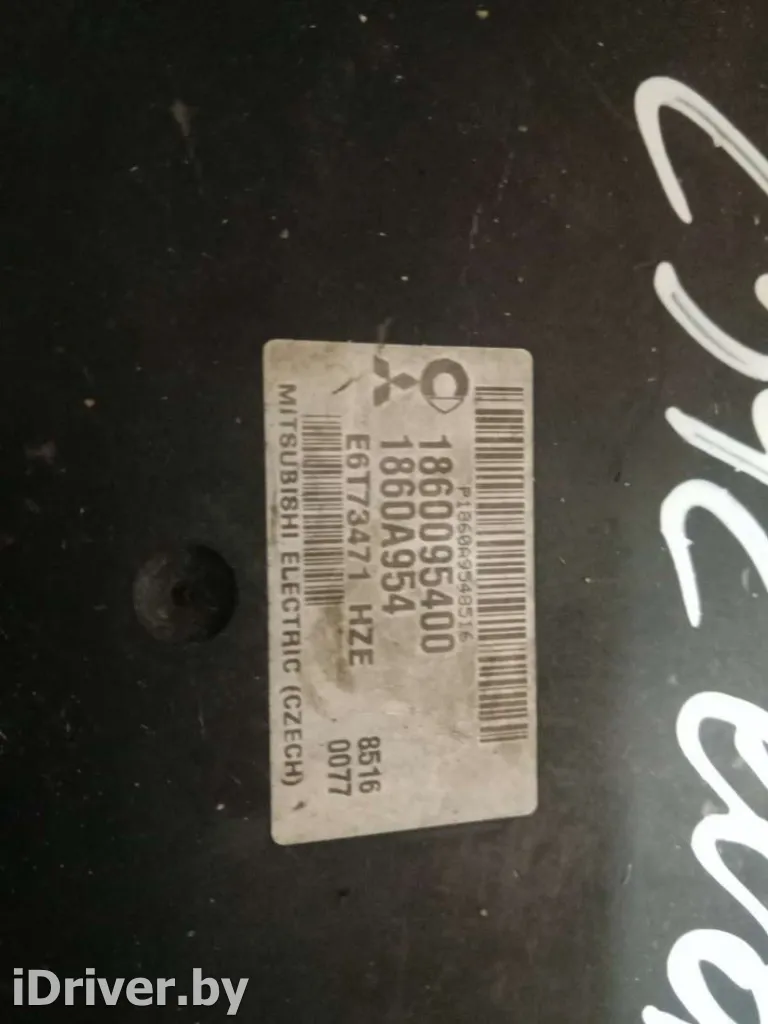 P1860A9548516
1860095400
1860A954
E6T73471 HZE 8516
0077
MITSUBISHI ELECTRIC (CZECH)
iDriver.by